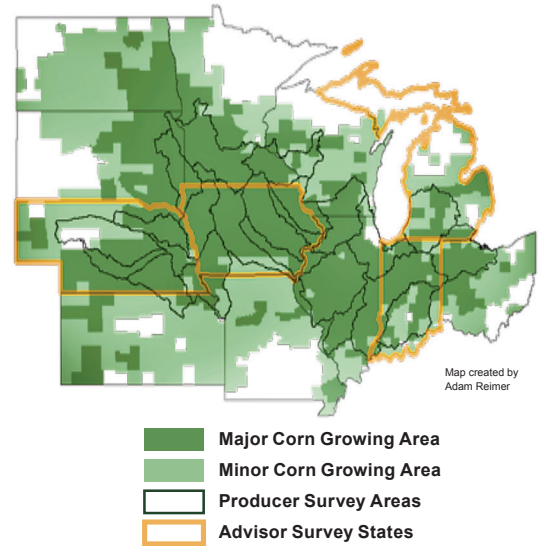 Map created by
Adam Reimer
Major Corn Growing Area
Minor Corn Growing Area
Producer Survey Areas
Advisor Survey States